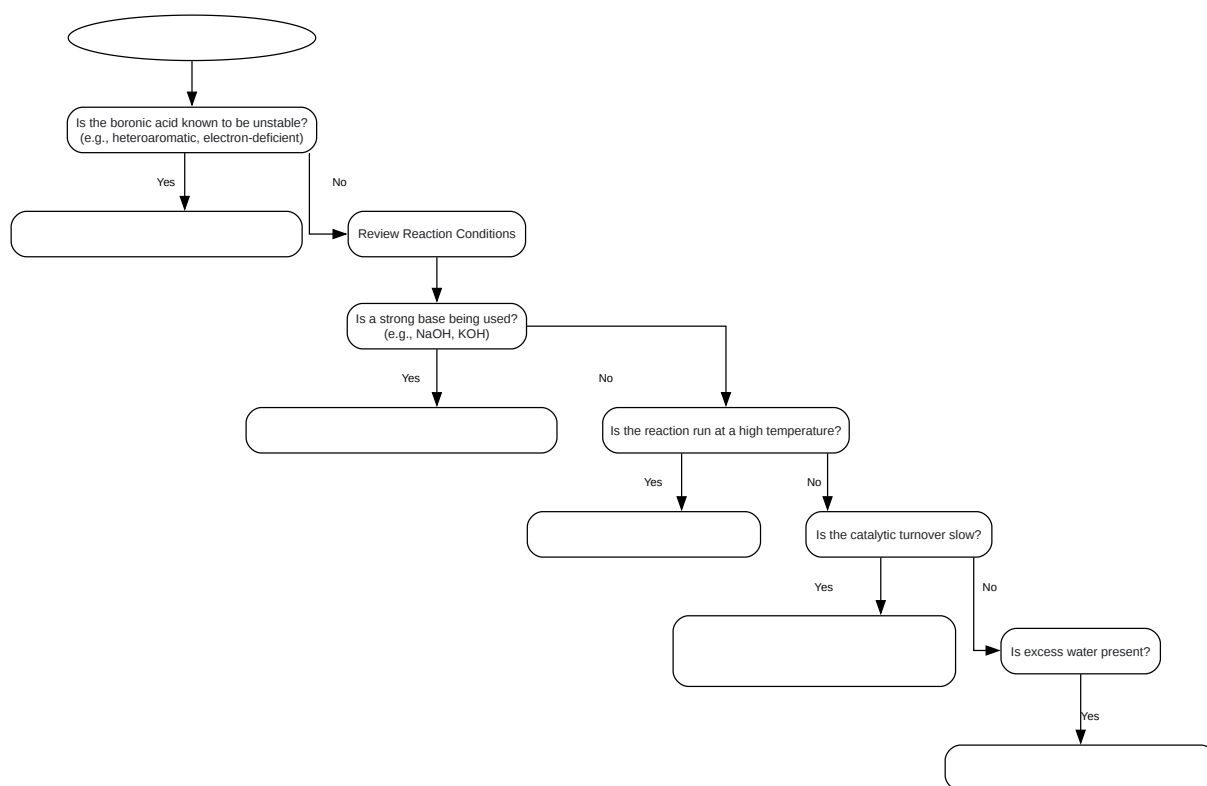 Is the boronic acid known to be unstable?
(e.g., heteroaromatic, electron-deficient)
Yes
No
Review Reaction Conditions
Is a strong base being used?
(e.g., NaOH, KOH)
Yes
No
Is the reaction run at a high temperature?
Yes
No
Is the catalytic turnover slow?
Yes
No
Is excess water present?
Yes